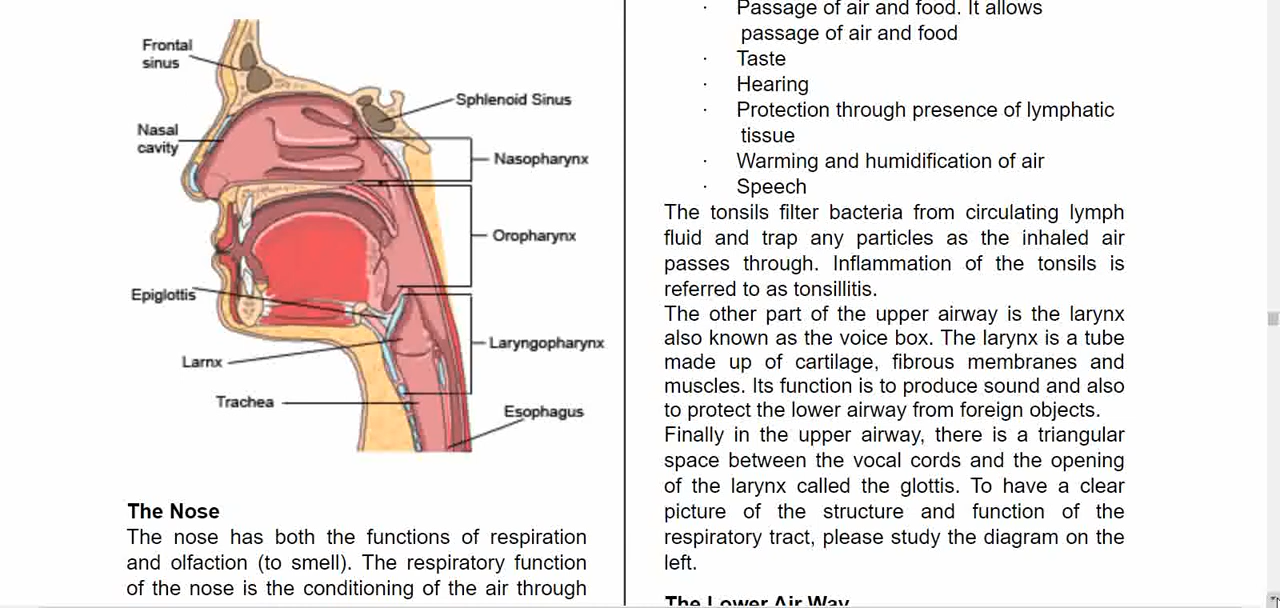 Frontal
sinus
Sphlenoid Sinus
Nasal
cavity
Nasopharynx
Oropharynx
Epiglottis
Laryngopharynx
Larnx
Trachea
Esophagus
The Nose
The nose has both the functions of respiration
and olfaction (to smell). The respiratory function
of the nose is the conditioning of the air through
· Passage of air and food. It allows
passage of air and food
· Taste
· Hearing
· Protection through presence of lymphatic
tissue
· Warming and humidification of air
· Speech
The tonsils filter bacteria from circulating lymph
fluid and trap any particles as the inhaled air
passes through. Inflammation of the tonsils is
referred to as tonsillitis.
The other part of the upper airway is the larynx
also known as the voice box. The larynx is a tube
made up of cartilage, fibrous membranes and
muscles. Its function is to produce sound and also
to protect the lower airway from foreign objects.
Finally in the upper airway, there is a triangular
space between the vocal cords and the opening
of the larynx called the glottis. To have a clear
picture of the structure and function of the
respiratory tract, please study the diagram on the
left.
The Lower Air Way